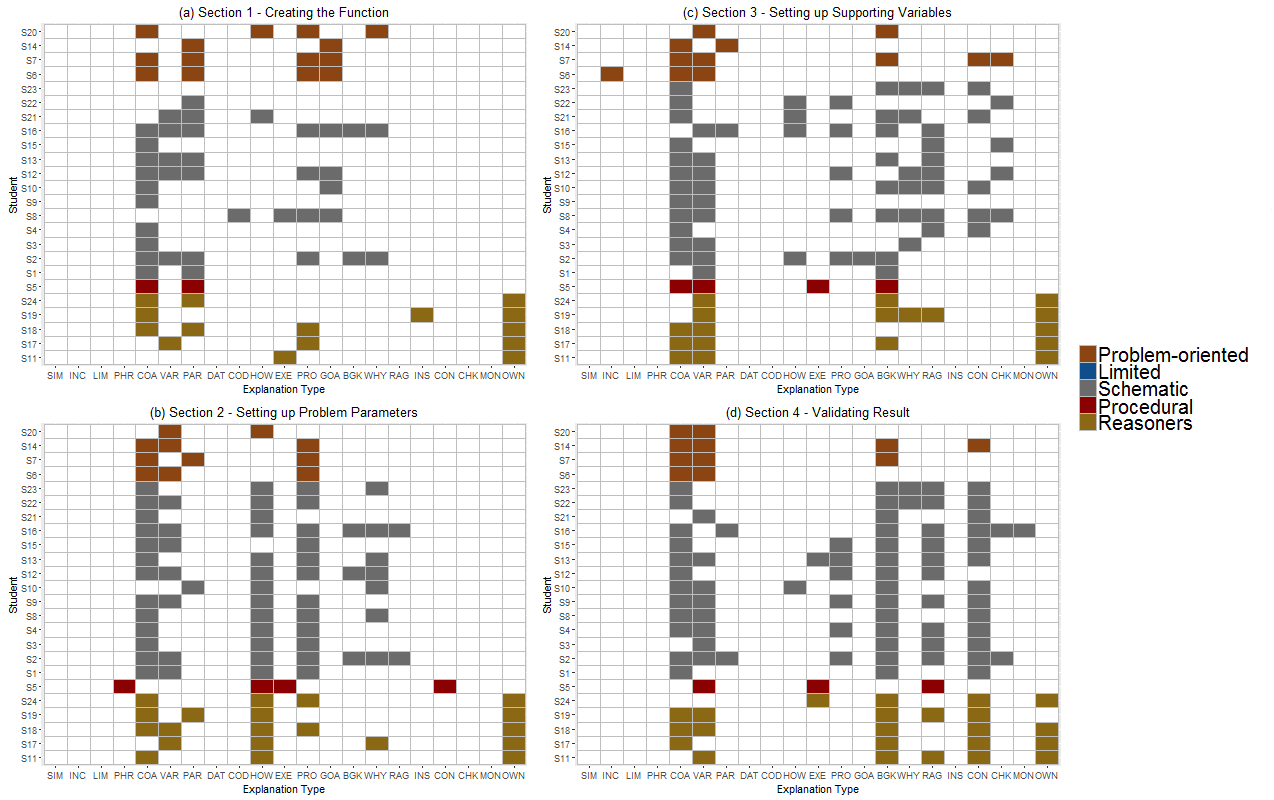 (a) Section 1 - Creating the Function
Student
S20
S14
S7
S6
S23
S22
S21
S16
S15
S13
S12
S10
S9
S8
S4
S3
S2
S1
S5
S24
S19
S18
S17
S11
SIM INC LIM PHR COA VAR PAR DAT COD HOW EXE PRO GOA BGK WHY RAG INS CON CHK MON OWN
Explanation Type
(c) Section 3 - Setting up Supporting Variables
Student
S20
S14
S7
S6
S23
S22
S21
S16
S15
S13
S12
S10
S9
S8
S4
S3
S2
S1
S5
S24
S19
S18
S17
S11
SIM INC LIM PHR COA VAR PAR DAT COD HOW EXE PRO GOA BGK WHY RAG INS CON CHK MON OWN
Explanation Type
(b) Section 2 - Setting up Problem Parameters
Student
S20
S14
S7
S6
S23
S22
S21
S16
S15
S13
S12
S10
S9
S8
S4
S3
S2
S1
S5
S24
S19
S18
S17
S11
SIM INC LIM PHR COA VAR PAR DAT COD HOW EXE PRO GOA BGK WHY RAG INS CON CHK MON OWN
Explanation Type
(d) Section 4 - Validating Result
Student
S20
S14
S7
S6
S23
S22
S21
S16
S15
S13
S12
S10
S9
S8
S4
S3
S2
S1
S5
S24
S19
S18
S17
S11
SIM INC LIM PHR COA VAR PAR DAT COD HOW EXE PRO GOA BGK WHY RAG INS CON CHK MON OWN
Explanation Type
Problem-oriented
Limited
Schematic
Procedural
Reasoners